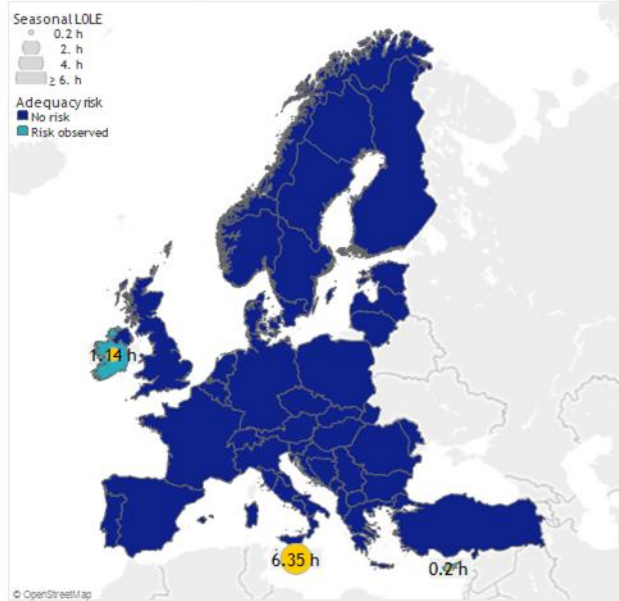 Seasonal LOLE
0.2 h
2. h
4. h
≥ 6. h
Adequacy risk
No risk
Risk observed
1.14 h
6.35 h
0.2 h
© OpenStreetMap